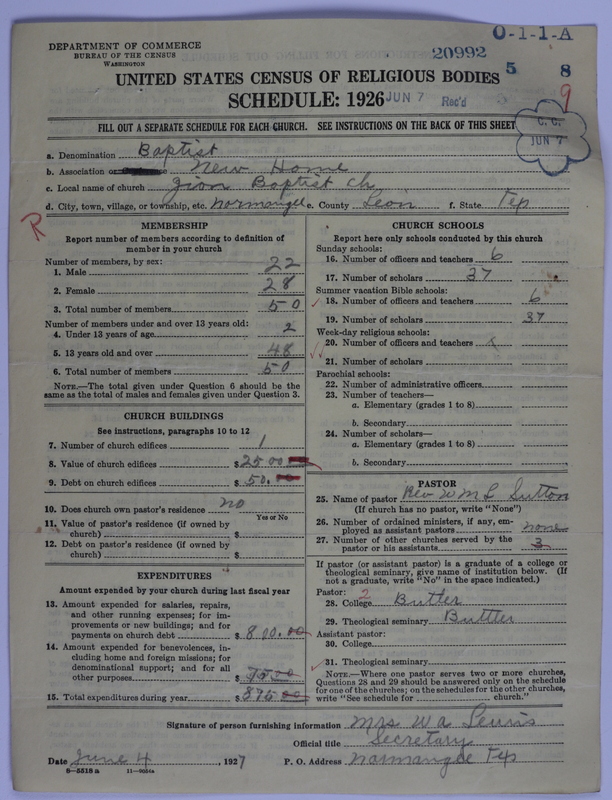 O-1-1-A
DEPARTMENT OF COMMERCE
BUREAU OF THE CENSUS
WASHINGTON
20992
5 8
9
UNITED STATES CENSUS OF RELIGIOUS BODIES
SCHEDULE: 1926
JUN 7 Rec'd
C. C.
JUN 7
FILL OUT A SEPARATE SCHEDULE FOR EACH CHURCH. SEE INSTRUCTIONS ON THE BACK OF THIS SHEET
a. Denomination Baptist
b. Association or New Home
c. Local name of church Zion Baptist Ch
d. City, town, village, or township, etc. Normangee e. County Leon f. State Tex
R
MEMBERSHIP
Report number of members according to definition of
member in your church
Number of members, by sex:
1. Male 22
2. Female 28
3. Total number of members 50
Number of members under and over 13 years old:
4. Under 13 years of age 2
5. 13 years old and over 48
6. Total number of members 50
NOTE.—The total given under Question 6 should be
same as the total of males and females given under Question 3.
CHURCH BUILDINGS
See instructions, paragraphs 10 to 12
7. Number of church edifices 1
8. Value of church edifices $ 2500
9. Debt on church edifices $ 50.
10. Does church own pastor's residence no
Yes or No
11. Value of pastor's residence (if owned by
church) $
12. Debt on pastor's residence (if owned by
church) $
EXPENDITURES
Amount expended by your church during last fiscal year
13. Amount expended for salaries, repairs,
and other running expenses; for im-
provements or new buildings; and for
payments on church debt $ 800.00
14. Amount expended for benevolences, in-
cluding home and foreign missions; for
denominational support; and for all
other purposes $ 75.00
15. Total expenditures during year $ 875.00
CHURCH SCHOOLS
Report here only schools conducted by this church
Sunday schools:
16. Number of officers and teachers 6
17. Number of scholars 37
Summer vacation Bible schools:
18. Number of officers and teachers 6
19. Number of scholars 37
Week-day religious schools:
20. Number of officers and teachers
21. Number of scholars
Parochial schools:
22. Number of administrative officers
23. Number of teachers—
a. Elementary (grades 1 to 8)
b. Secondary
24. Number of scholars—
a. Elementary (grades 1 to 8)
b. Secondary
PASTOR
25. Name of pastor Rev W M L Sutton
(If church has no pastor, write "None")
26. Number of ordained ministers, if any, em-
ployed as assistant pastors none
27. Number of other churches served by the
pastor or his assistants 3
If pastor (or assistant pastor) is a graduate of a college or
theological seminary, give name of institution below. (If
not a graduate, write "No" in the space indicated.)
Pastor: 2
28. College Butler
29. Theological seminary Butler
Assistant pastor:
30. College
31. Theological seminary
NOTE.—Where one pastor serves two or more churches,
Questions 28 and 29 should be answered only on the schedule
for one of the churches; on the schedules for the other churches,
write "See schedule for church."
Signature of person furnishing information Mrs W A Lewis
Official title Secretary
Date June 4, 1927 P. O. Address Normangee Tex
8—5518 a 11—9084a